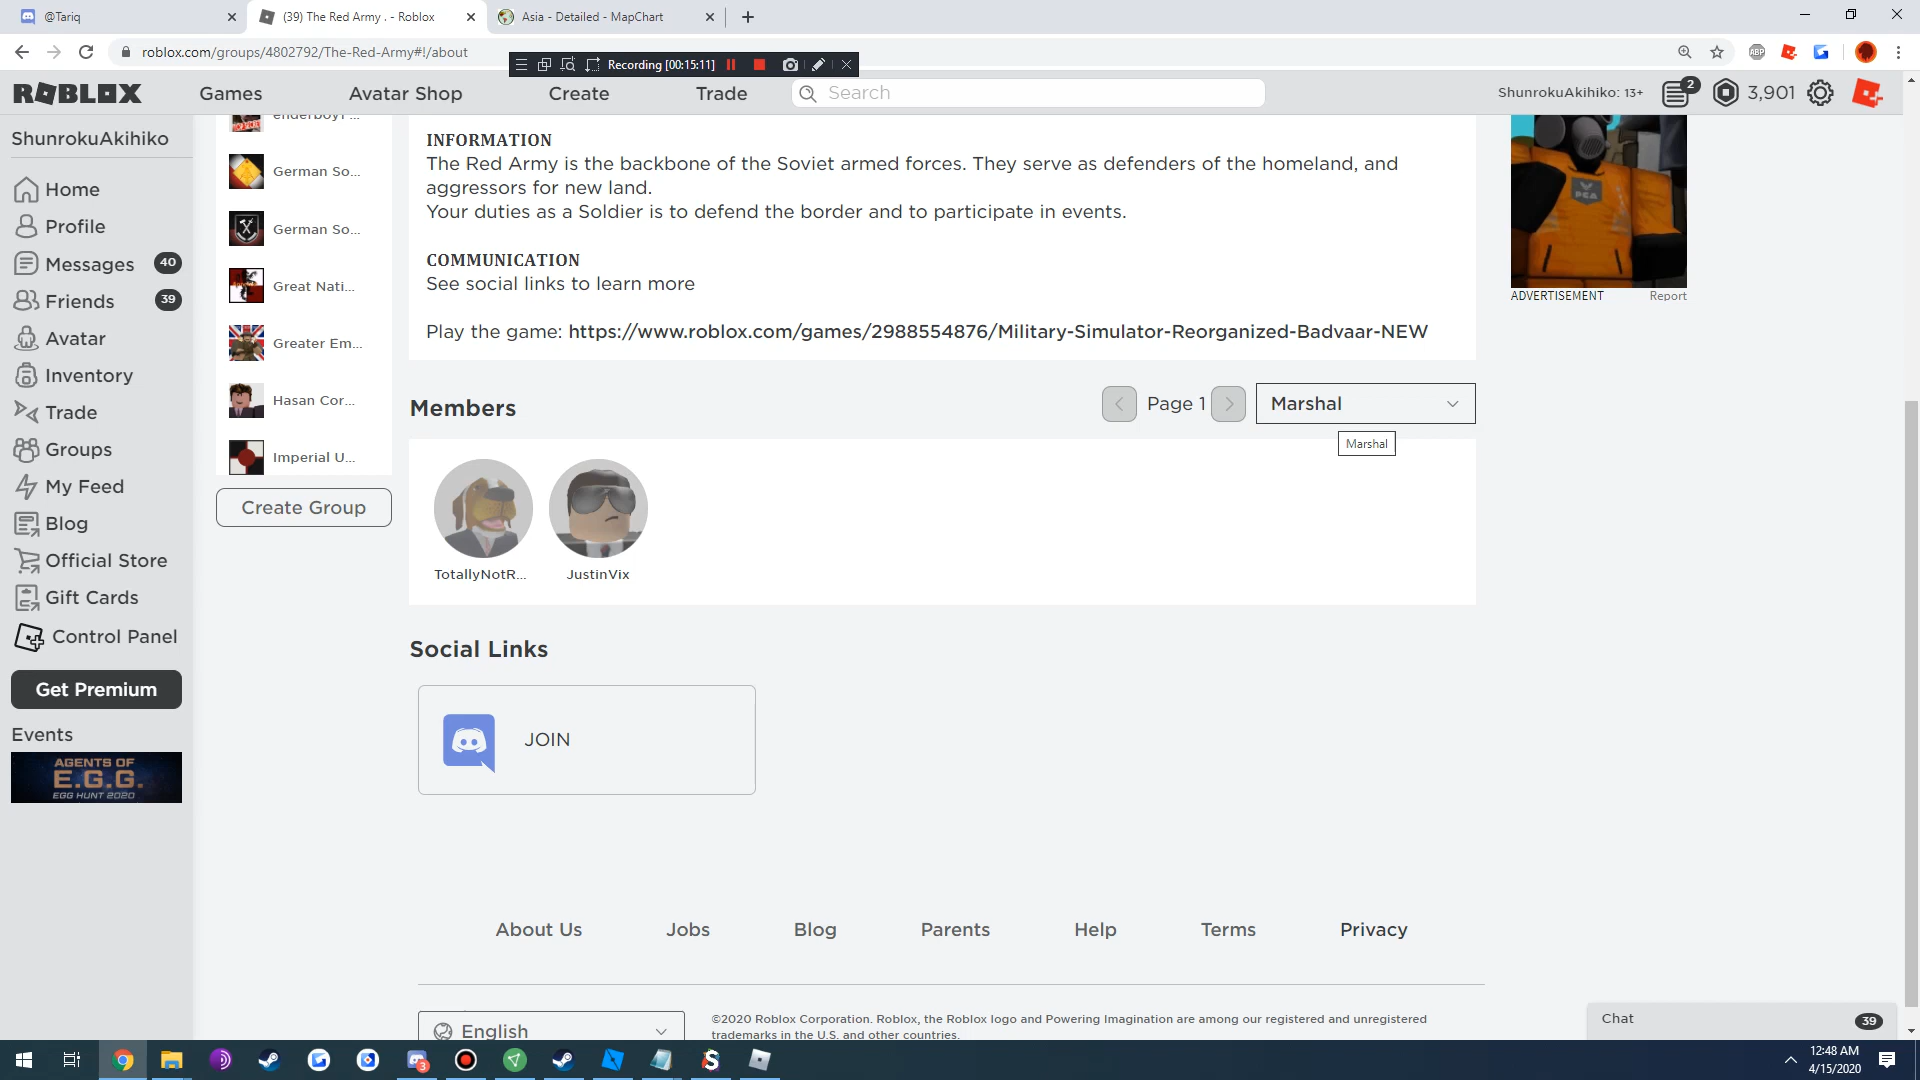 @Tariq
(39) The Red Army . - Roblox
Asia - Detailed - MapChart
roblox.com/groups/4802792/The-Red-Army#!/about
Recording [00:15:11]
ABP
ROBLOX
Games
Avatar Shop
Create
Trade
Search
ShunrokuAkihiko: 13+
2
3,901
ShunrokuAkihiko
Home
Profile
Messages
40
Friends
39
Avatar
Inventory
Trade
Groups
My Feed
Blog
Official Store
Gift Cards
Control Panel
Get Premium
Events
AGENTS OF
E.G.G.
EGG HUNT 2020
enderboy1 ...
German So...
German So...
Great Nati...
Greater Em...
Hasan Cor...
Imperial U...
Create Group
INFORMATION
The Red Army is the backbone of the Soviet armed forces. They serve as defenders of the homeland, and
aggressors for new land.
Your duties as a Soldier is to defend the border and to participate in events.
COMMUNICATION
See social links to learn more
Play the game: https://www.roblox.com/games/2988554876/Military-Simulator-Reorganized-Badvaar-NEW
Members
Page 1
Marshal
Marshal
TotallyNotR...
JustinVix
Social Links
JOIN
ADVERTISEMENT
Report
About Us
Jobs
Blog
Parents
Help
Terms
Privacy
English
©2020 Roblox Corporation. Roblox, the Roblox logo and Powering Imagination are among our registered and unregistered
trademarks in the U.S. and other countries.
Chat
39
3
12:48 AM
4/15/2020